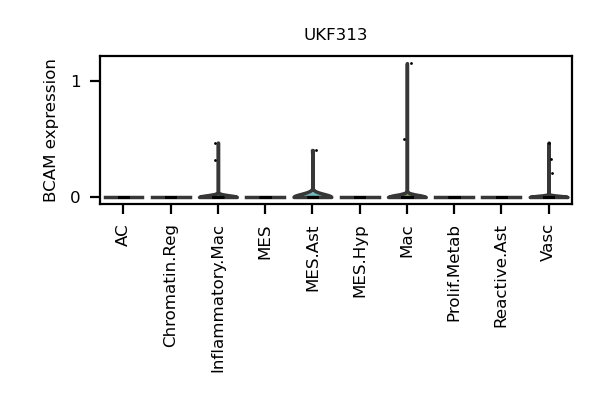 UKF313
BCAM expression
1
0
AC
Chromatin.Reg
Inflammatory.Mac
MES
MES.Ast
MES.Hyp
Mac
Prolif.Metab
Reactive.Ast
Vasc